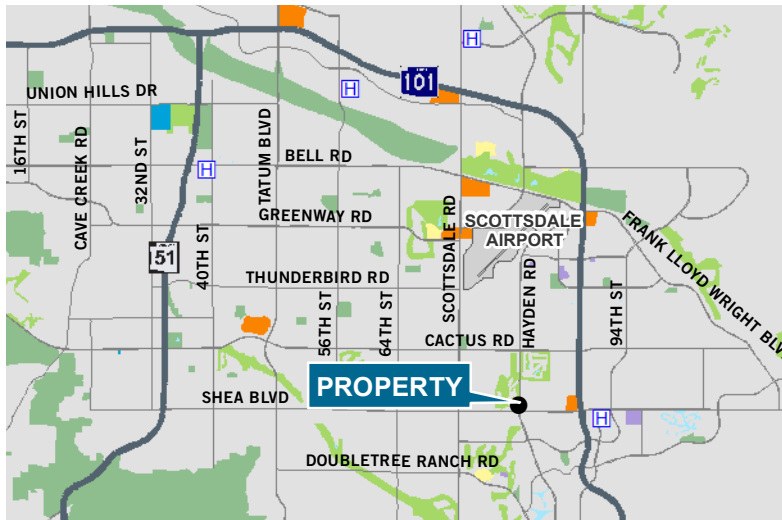 101
H
H
UNION HILLS DR
16TH ST
CAVE CREEK RD
32ND ST
TATUM BLVD
BELL RD
H
GREENWAY RD
40TH ST
SCOTTSDALE RD
SCOTTSDALE
AIRPORT
FRANK LLOYD WRIGHT BLV
51
THUNDERBIRD RD
56TH ST
64TH ST
HAYDEN RD
94TH ST
CACTUS RD
PROPERTY
SHEA BLVD
H
DOUBLETREE RANCH RD